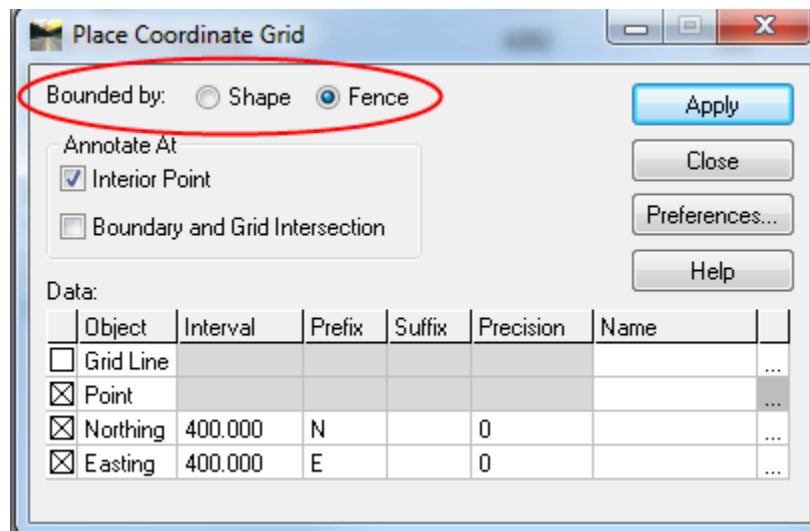 Place Coordinate Grid
Bounded by: Shape Fence
Apply
Annotate At
Interior Point
Close
Boundary and Grid Intersection
Preferences...
Help
Data:
Object Interval Prefix Suffix Precision Name
Grid Line ...
Point ...
Northing 400.000 N 0 ...
Easting 400.000 E 0 ...